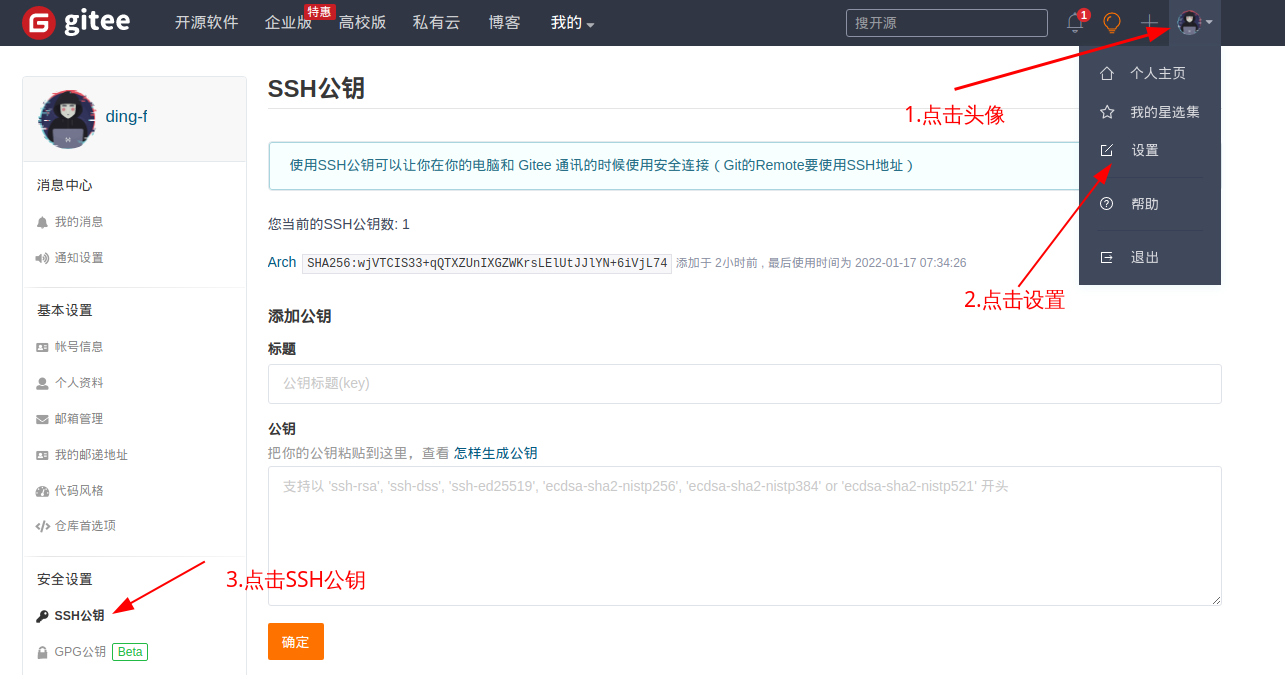 gitee 开源软件 企业版 特惠 高校版 私有云 博客 我的 搜开源 1
个人主页
我的星选集
设置
帮助
退出
1.点击头像
2.点击设置
ding-f
消息中心
我的消息
通知设置
基本设置
帐号信息
个人资料
邮箱管理
我的邮递地址
代码风格
仓库首选项
安全设置
SSH公钥
GPG公钥 Beta
3.点击SSH公钥
SSH公钥
使用SSH公钥可以让你在你的电脑和 Gitee 通讯的时候使用安全连接（Git的Remote要使用SSH地址）
您当前的SSH公钥数: 1
Arch SHA256:wjVTCIS33+qQTXZUnIXGZWKrsLElUtJJlYN+6iVjL74 添加于 2小时前 , 最后使用时间为 2022-01-17 07:34:26
添加公钥
标题
公钥标题(key)
公钥
把你的公钥粘贴到这里，查看 怎样生成公钥
支持以 'ssh-rsa', 'ssh-dss', 'ssh-ed25519', 'ecdsa-sha2-nistp256', 'ecdsa-sha2-nistp384' or 'ecdsa-sha2-nistp521' 开头
确定